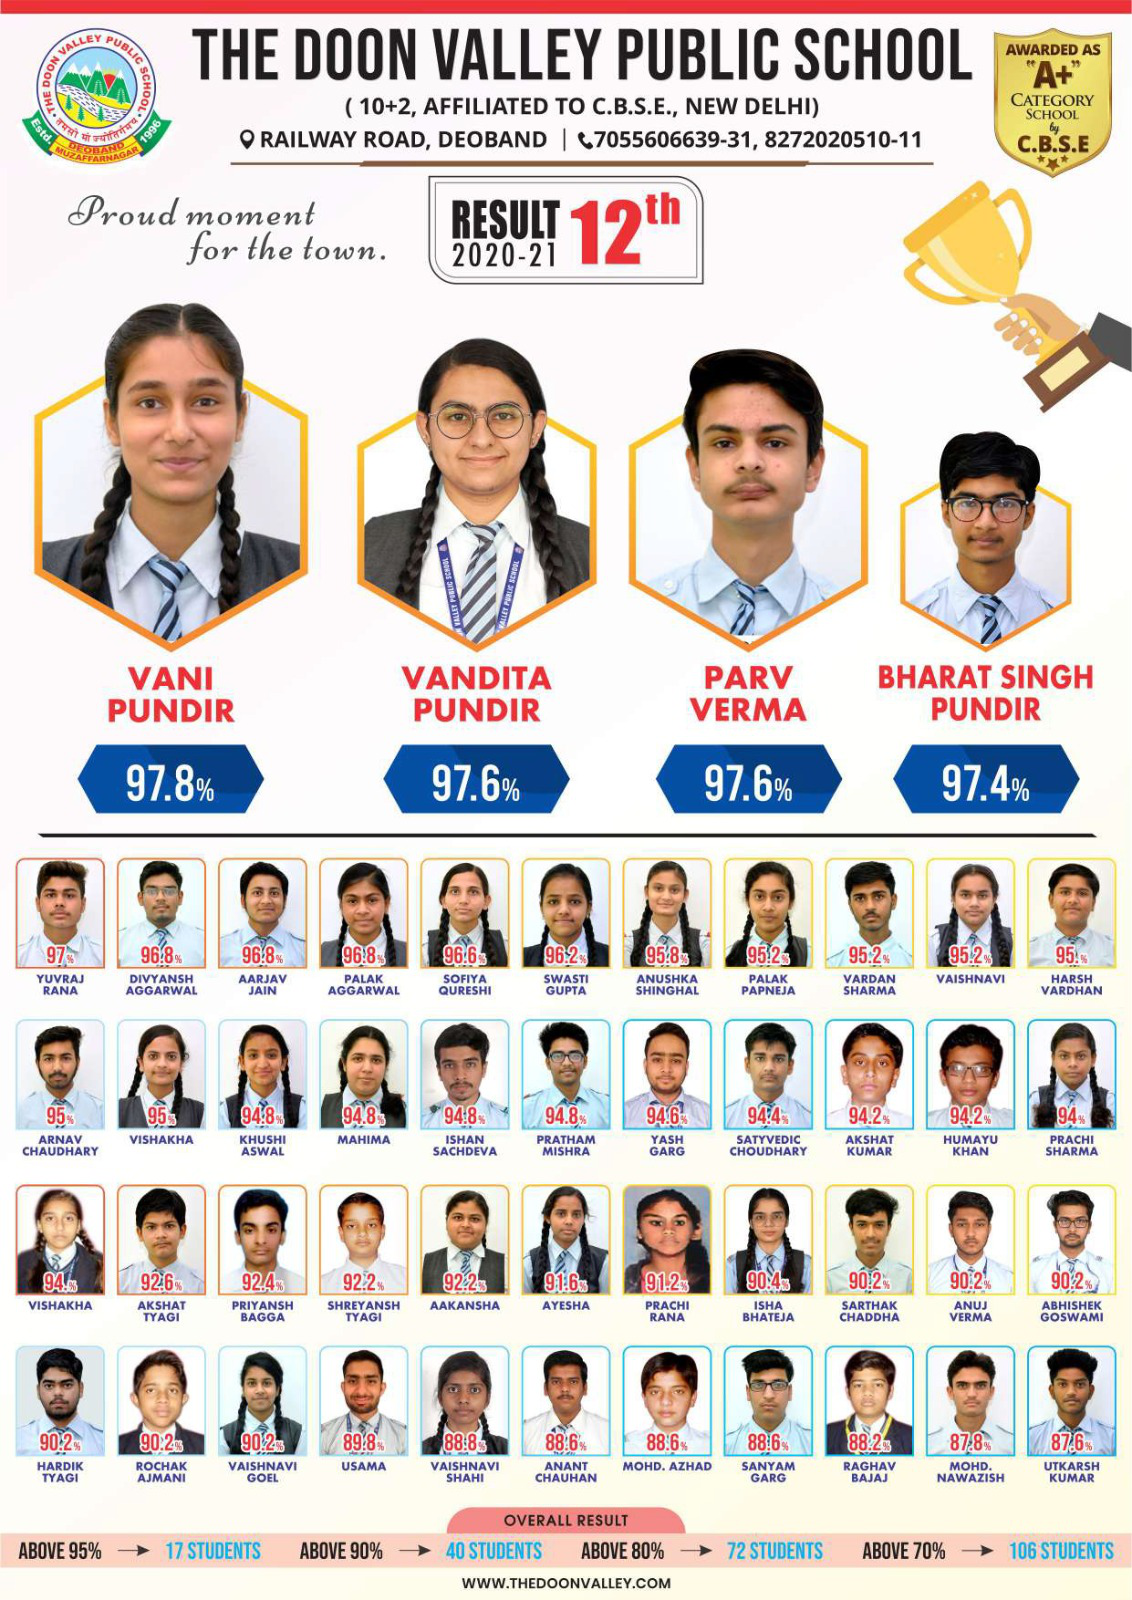 THE DOON VALLEY PUBLIC SCHOOL
( 10+2, AFFILIATED TO C.B.S.E., NEW DELHI)
RAILWAY ROAD, DEOBAND | 7055606639-31, 8272020510-11
THE DOON VALLEY PUBLIC SCHOOL
तमसो मा ज्योतिर्गमय
Estd. 1996
DEOBAND
MUZAFFARNAGAR
AWARDED AS
"A+"
CATEGORY
SCHOOL
by
C.B.S.E
Proud moment
for the town.
RESULT 12th
2020-21
VALLEY PUBLIC SCHOOL
VALLEY PUBLIC SCHOOL
VANI VANDITA PARV BHARAT SINGH
PUNDIR PUNDIR VERMA PUNDIR
97.8% 97.6% 97.6% 97.4%
97% 96.8% 96.8% 96.8% 96.6% 96.2% 95.8% 95.2% 95.2% 95.2% 95%
YUVRAJ DIVYANSH AARJAV PALAK SOFIYA SWASTI ANUSHKA PALAK VARDAN VAISHNAVI HARSH
RANA AGGARWAL JAIN AGGARWAL QURESHI GUPTA SHINGHAL PAPNEJA SHARMA VARDHAN
95% 95% 94.8% 94.8% 94.8% 94.8% 94.6% 94.4% 94.2% 94.2% 94%
ARNAV VISHAKHA KHUSHI MAHIMA ISHAN PRATHAM YASH SATYVEDIC AKSHAT HUMAYU PRACHI
CHAUDHARY ASWAL SACHDEVA MISHRA GARG CHOUDHARY KUMAR KHAN SHARMA
94.% 92.6% 92.4% 92.2% 92.2% 91.6% 91.2% 90.4% 90.2% 90.2% 90.2%
VISHAKHA AKSHAT PRIYANSH SHREYANSH AAKANSHA AYESHA PRACHI ISHA SARTHAK ANUJ ABHISHEK
TYAGI BAGGA TYAGI RANA BHATEJA CHADDHA VERMA GOSWAMI
90.2% 90.2% 90.2% 89.8% 88.8% 88.6% 88.6% 88.6% 88.2% 87.8% 87.6%
HARDIK ROCHAK VAISHNAVI USAMA VAISHNAVI ANANT MOHD. AZHAD SANYAM RAGHAV MOHD. UTKARSH
TYAGI AJMANI GOEL SHAHI CHAUHAN GARG BAJAJ NAWAZISH KUMAR
OVERALL RESULT
ABOVE 95% → 17 STUDENTS ABOVE 90% → 40 STUDENTS ABOVE 80% → 72 STUDENTS ABOVE 70% → 106 STUDENTS
WWW.THEDOONVALLEY.COM